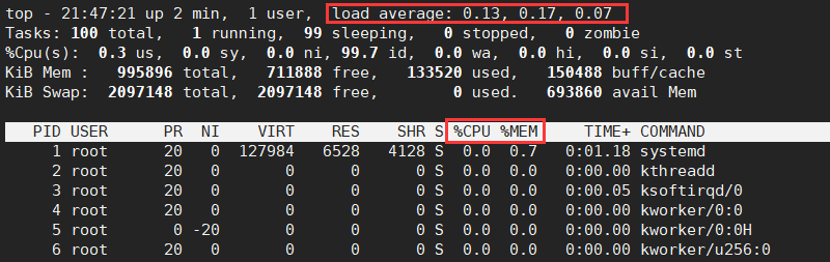 top - 21:47:21 up 2 min,  1 user,  load average: 0.13, 0.17, 0.07
Tasks: 100 total,   1 running,  99 sleeping,   0 stopped,   0 zombie
%Cpu(s):  0.3 us,  0.0 sy,  0.0 ni, 99.7 id,  0.0 wa,  0.0 hi,  0.0 si,  0.0 st
KiB Mem :   995896 total,   711888 free,   133520 used,   150488 buff/cache
KiB Swap:  2097148 total,  2097148 free,        0 used.   693860 avail Mem
PID USER      PR  NI    VIRT    RES    SHR S %CPU %MEM     TIME+ COMMAND
1 root      20   0  127984   6528   4128 S  0.0  0.7   0:01.18 systemd
2 root      20   0       0      0      0 S  0.0  0.0   0:00.00 kthreadd
3 root      20   0       0      0      0 S  0.0  0.0   0:00.05 ksoftirqd/0
4 root      20   0       0      0      0 S  0.0  0.0   0:00.00 kworker/0:0
5 root       0 -20       0      0      0 S  0.0  0.0   0:00.00 kworker/0:0H
6 root      20   0       0      0      0 S  0.0  0.0   0:00.00 kworker/u256:0